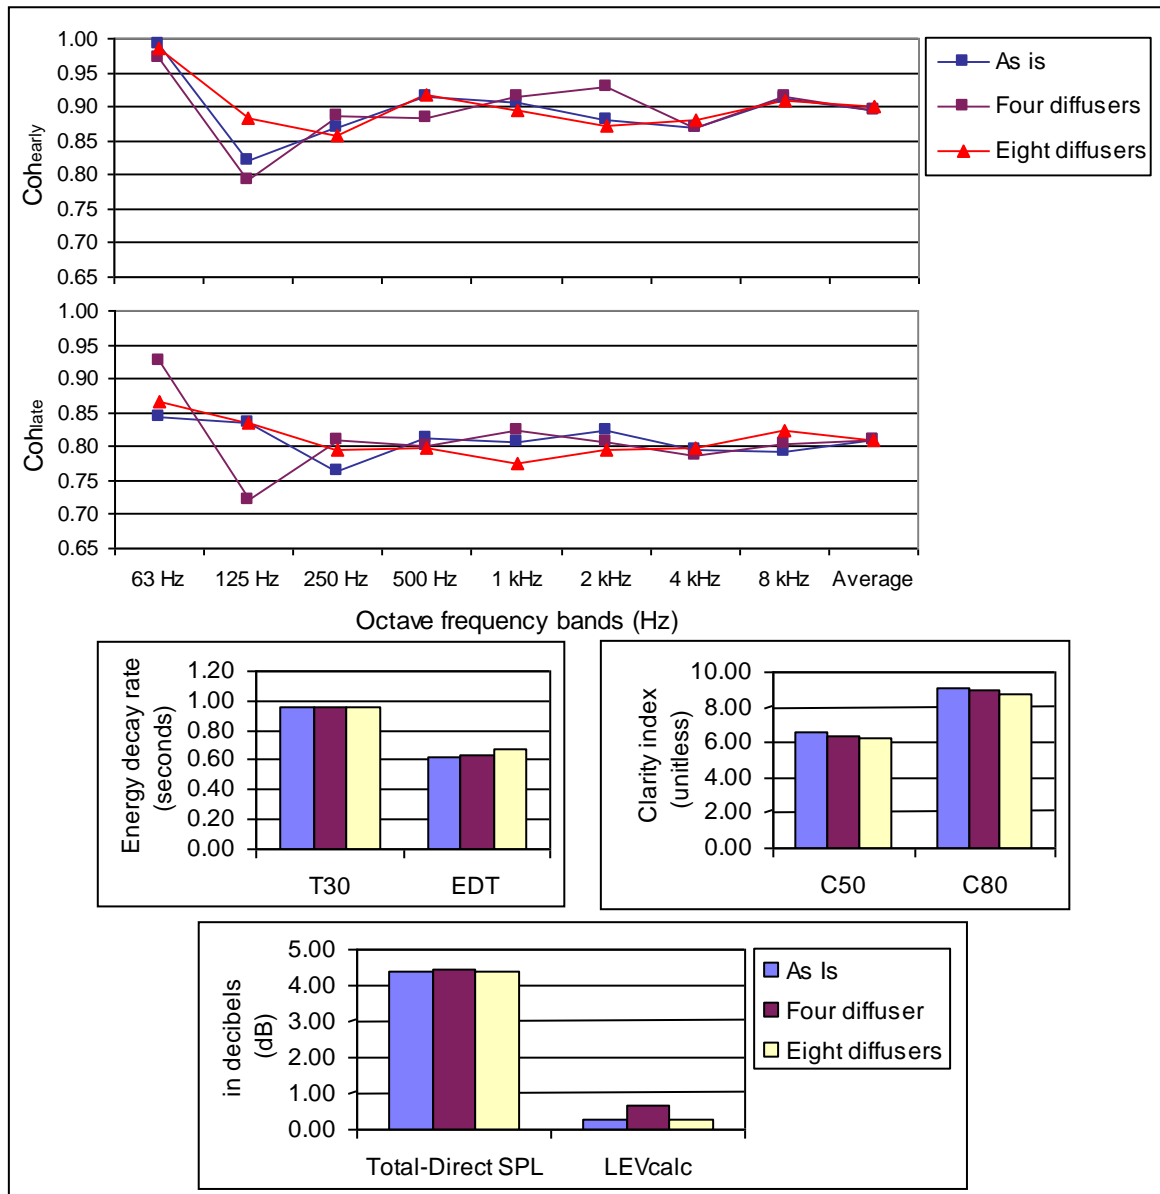 1.00
0.95
0.90
0.85
0.80
0.75
0.70
0.65
Cohearly
As is
Four diffusers
Eight diffusers
1.00
0.95
0.90
0.85
0.80
0.75
0.70
0.65
Cohlate
63 Hz 125 Hz 250 Hz 500 Hz 1 kHz 2 kHz 4 kHz 8 kHz Average
Octave frequency bands (Hz)
Energy decay rate
(seconds)
1.20
1.00
0.80
0.60
0.40
0.20
0.00
T30 EDT
Clarity index
(unitless)
10.00
8.00
6.00
4.00
2.00
0.00
C50 C80
in decibels
(dB)
5.00
4.00
3.00
2.00
1.00
0.00
Total-Direct SPL LEVcalc
As Is
Four diffuser
Eight diffusers